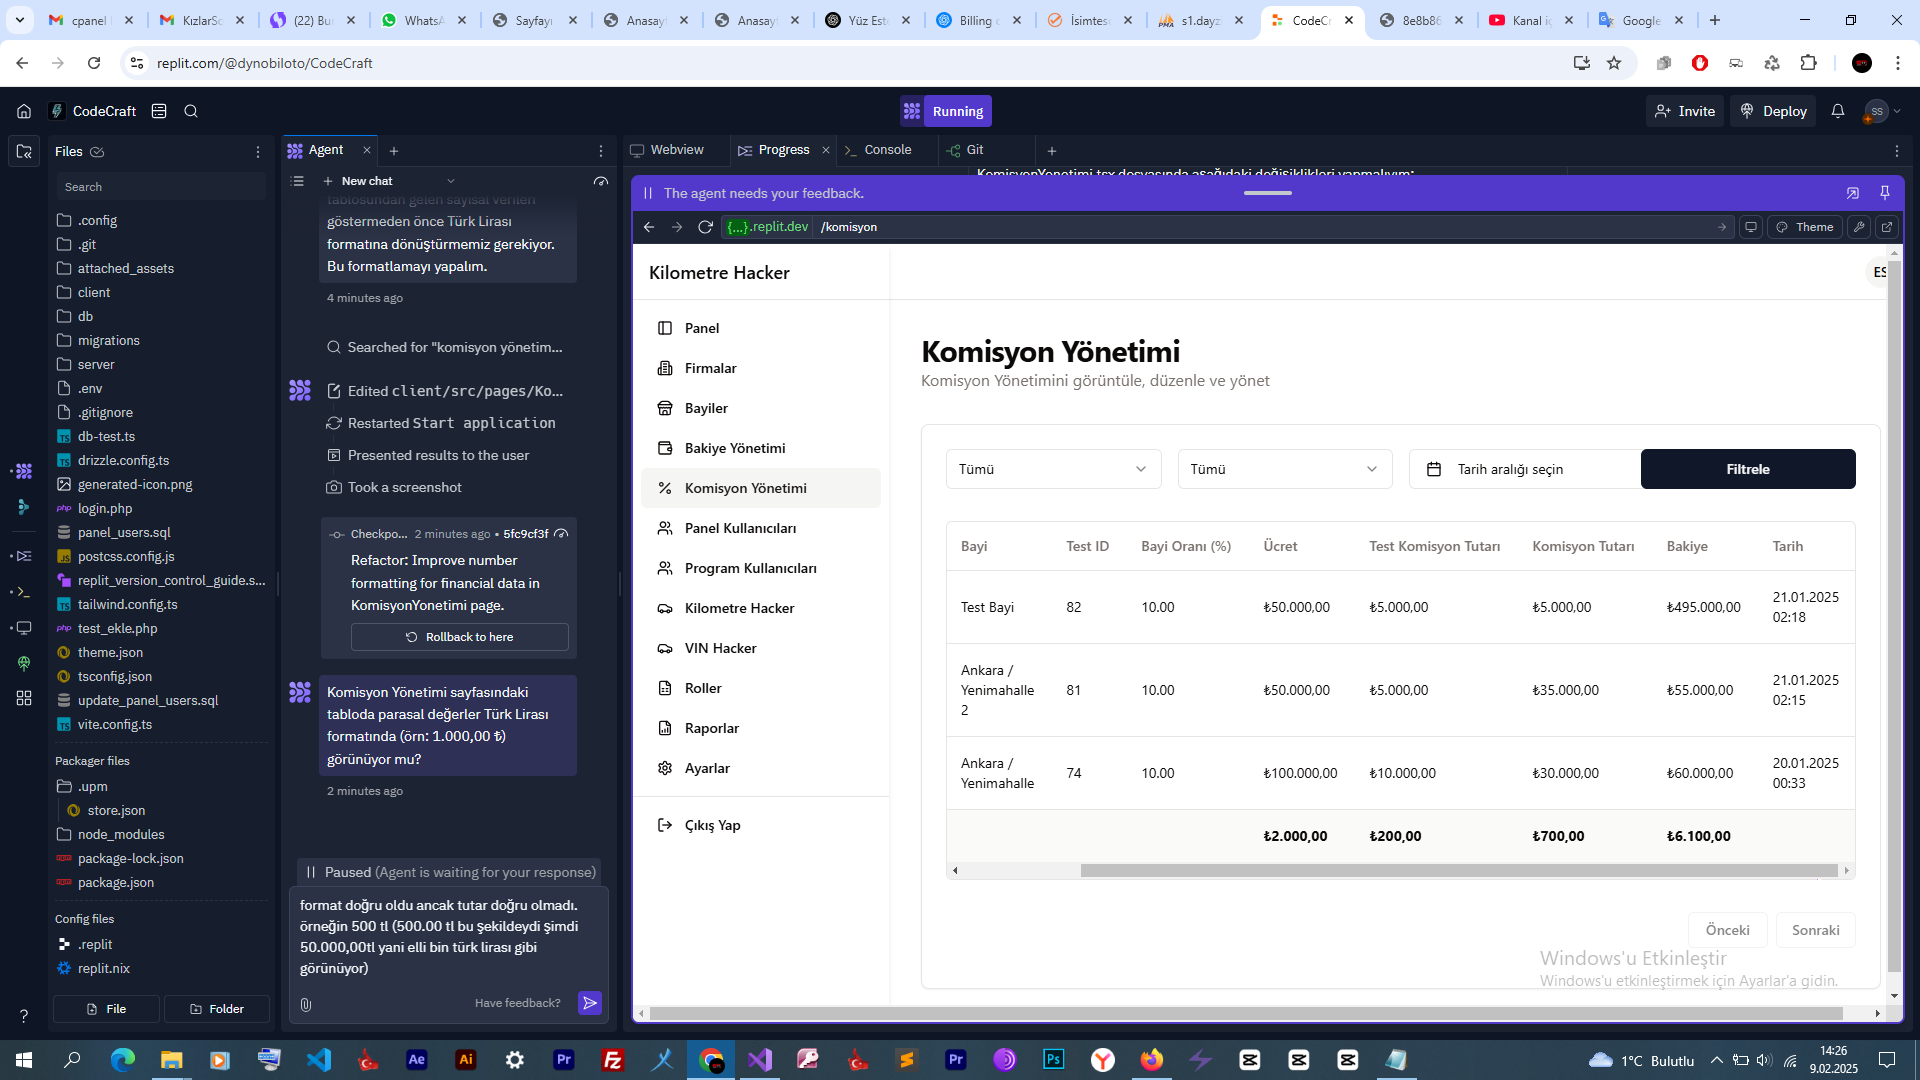 cpanel
KızlarS
(22) Bu
WhatsA
Sayfayı
Anasay
Anasay
Yüz Est
Billing
İsimtes
s1.dayz
CodeCr
8e8b86
Kanal iç
Google
replit.com/@dynobiloto/CodeCraft
CodeCraft
Running
Invite
Deploy
SS
Files
Agent
Webview
Progress
Console
Git
Search
New chat
KomisyonYonetimi.tsx dosyasında aşağıdaki değişiklikleri yapmalıyım:
The agent needs your feedback.
{...}.replit.dev
/komisyon
Theme
.config
.git
attached_assets
client
db
migrations
server
.env
.gitignore
db-test.ts
drizzle.config.ts
generated-icon.png
login.php
panel_users.sql
postcss.config.js
replit_version_control_guide.s...
tailwind.config.ts
test_ekle.php
theme.json
tsconfig.json
update_panel_users.sql
vite.config.ts
Packager files
.upm
store.json
node_modules
package-lock.json
package.json
Config files
.replit
replit.nix
File
Folder
tablosundan gelen sayısal verileri
göstermeden önce Türk Lirası
formatına dönüştürmemiz gerekiyor.
Bu formatlamayı yapalım.
4 minutes ago
Searched for "komisyon yönetim...
Edited client/src/pages/Ko...
Restarted Start application
Presented results to the user
Took a screenshot
Checkpo... 2 minutes ago • 5fc9cf3f
Refactor: Improve number
formatting for financial data in
KomisyonYonetimi page.
Rollback to here
Komisyon Yönetimi sayfasındaki
tabloda parasal değerler Türk Lirası
formatında (örn: 1.000,00 ₺)
görünüyor mu?
2 minutes ago
Paused (Agent is waiting for your response)
format doğru oldu ancak tutar doğru olmadı.
örneğin 500 tl (500.00 tl bu şekildeydi şimdi
50.000,00tl yani elli bin türk lirası gibi
görünüyor)
Have feedback?
Kilometre Hacker
ES
Panel
Firmalar
Bayiler
Bakiye Yönetimi
Komisyon Yönetimi
Panel Kullanıcıları
Program Kullanıcıları
Kilometre Hacker
VIN Hacker
Roller
Raporlar
Ayarlar
Çıkış Yap
Komisyon Yönetimi
Komisyon Yönetimini görüntüle, düzenle ve yönet
Tümü
Tümü
Tarih aralığı seçin
Filtrele
Bayi Test ID Bayi Oranı (%) Ücret Test Komisyon Tutarı Komisyon Tutarı Bakiye Tarih
Test Bayi 82 10.00 ₺50.000,00 ₺5.000,00 ₺5.000,00 ₺495.000,00 21.01.2025
02:18
Ankara /
Yenimahalle 81 10.00 ₺50.000,00 ₺5.000,00 ₺35.000,00 ₺55.000,00 21.01.2025
2 02:15
Ankara / 74 10.00 ₺100.000,00 ₺10.000,00 ₺30.000,00 ₺60.000,00 20.01.2025
Yenimahalle 00:33
₺2.000,00 ₺200,00 ₺700,00 ₺6.100,00
Önceki
Sonraki
Windows'u Etkinleştir
Windows'u etkinleştirmek için Ayarlar'a gidin.
1°C Bulutlu
14:26
9.02.2025